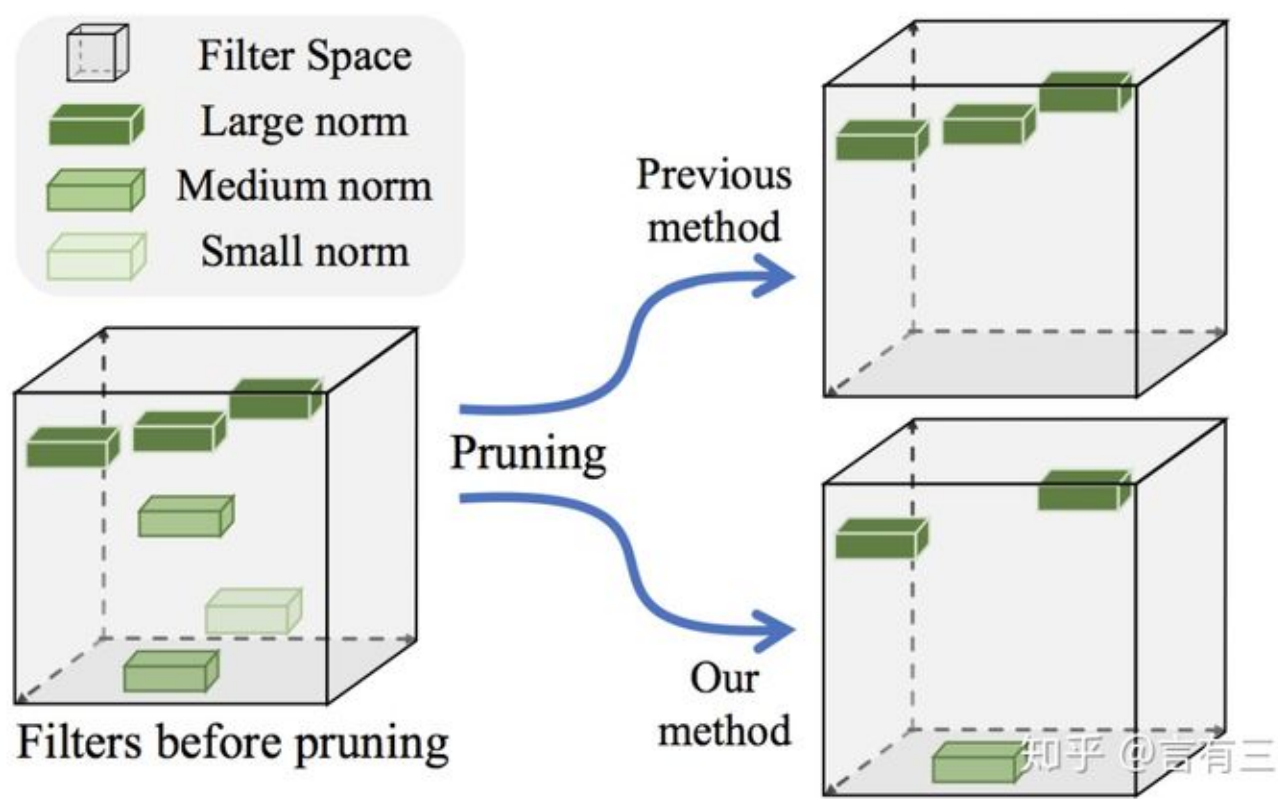 Filter Space
Large norm
Medium norm
Small norm
Previous
method
Pruning
Our
method
Filters before pruning
知乎 @言有三